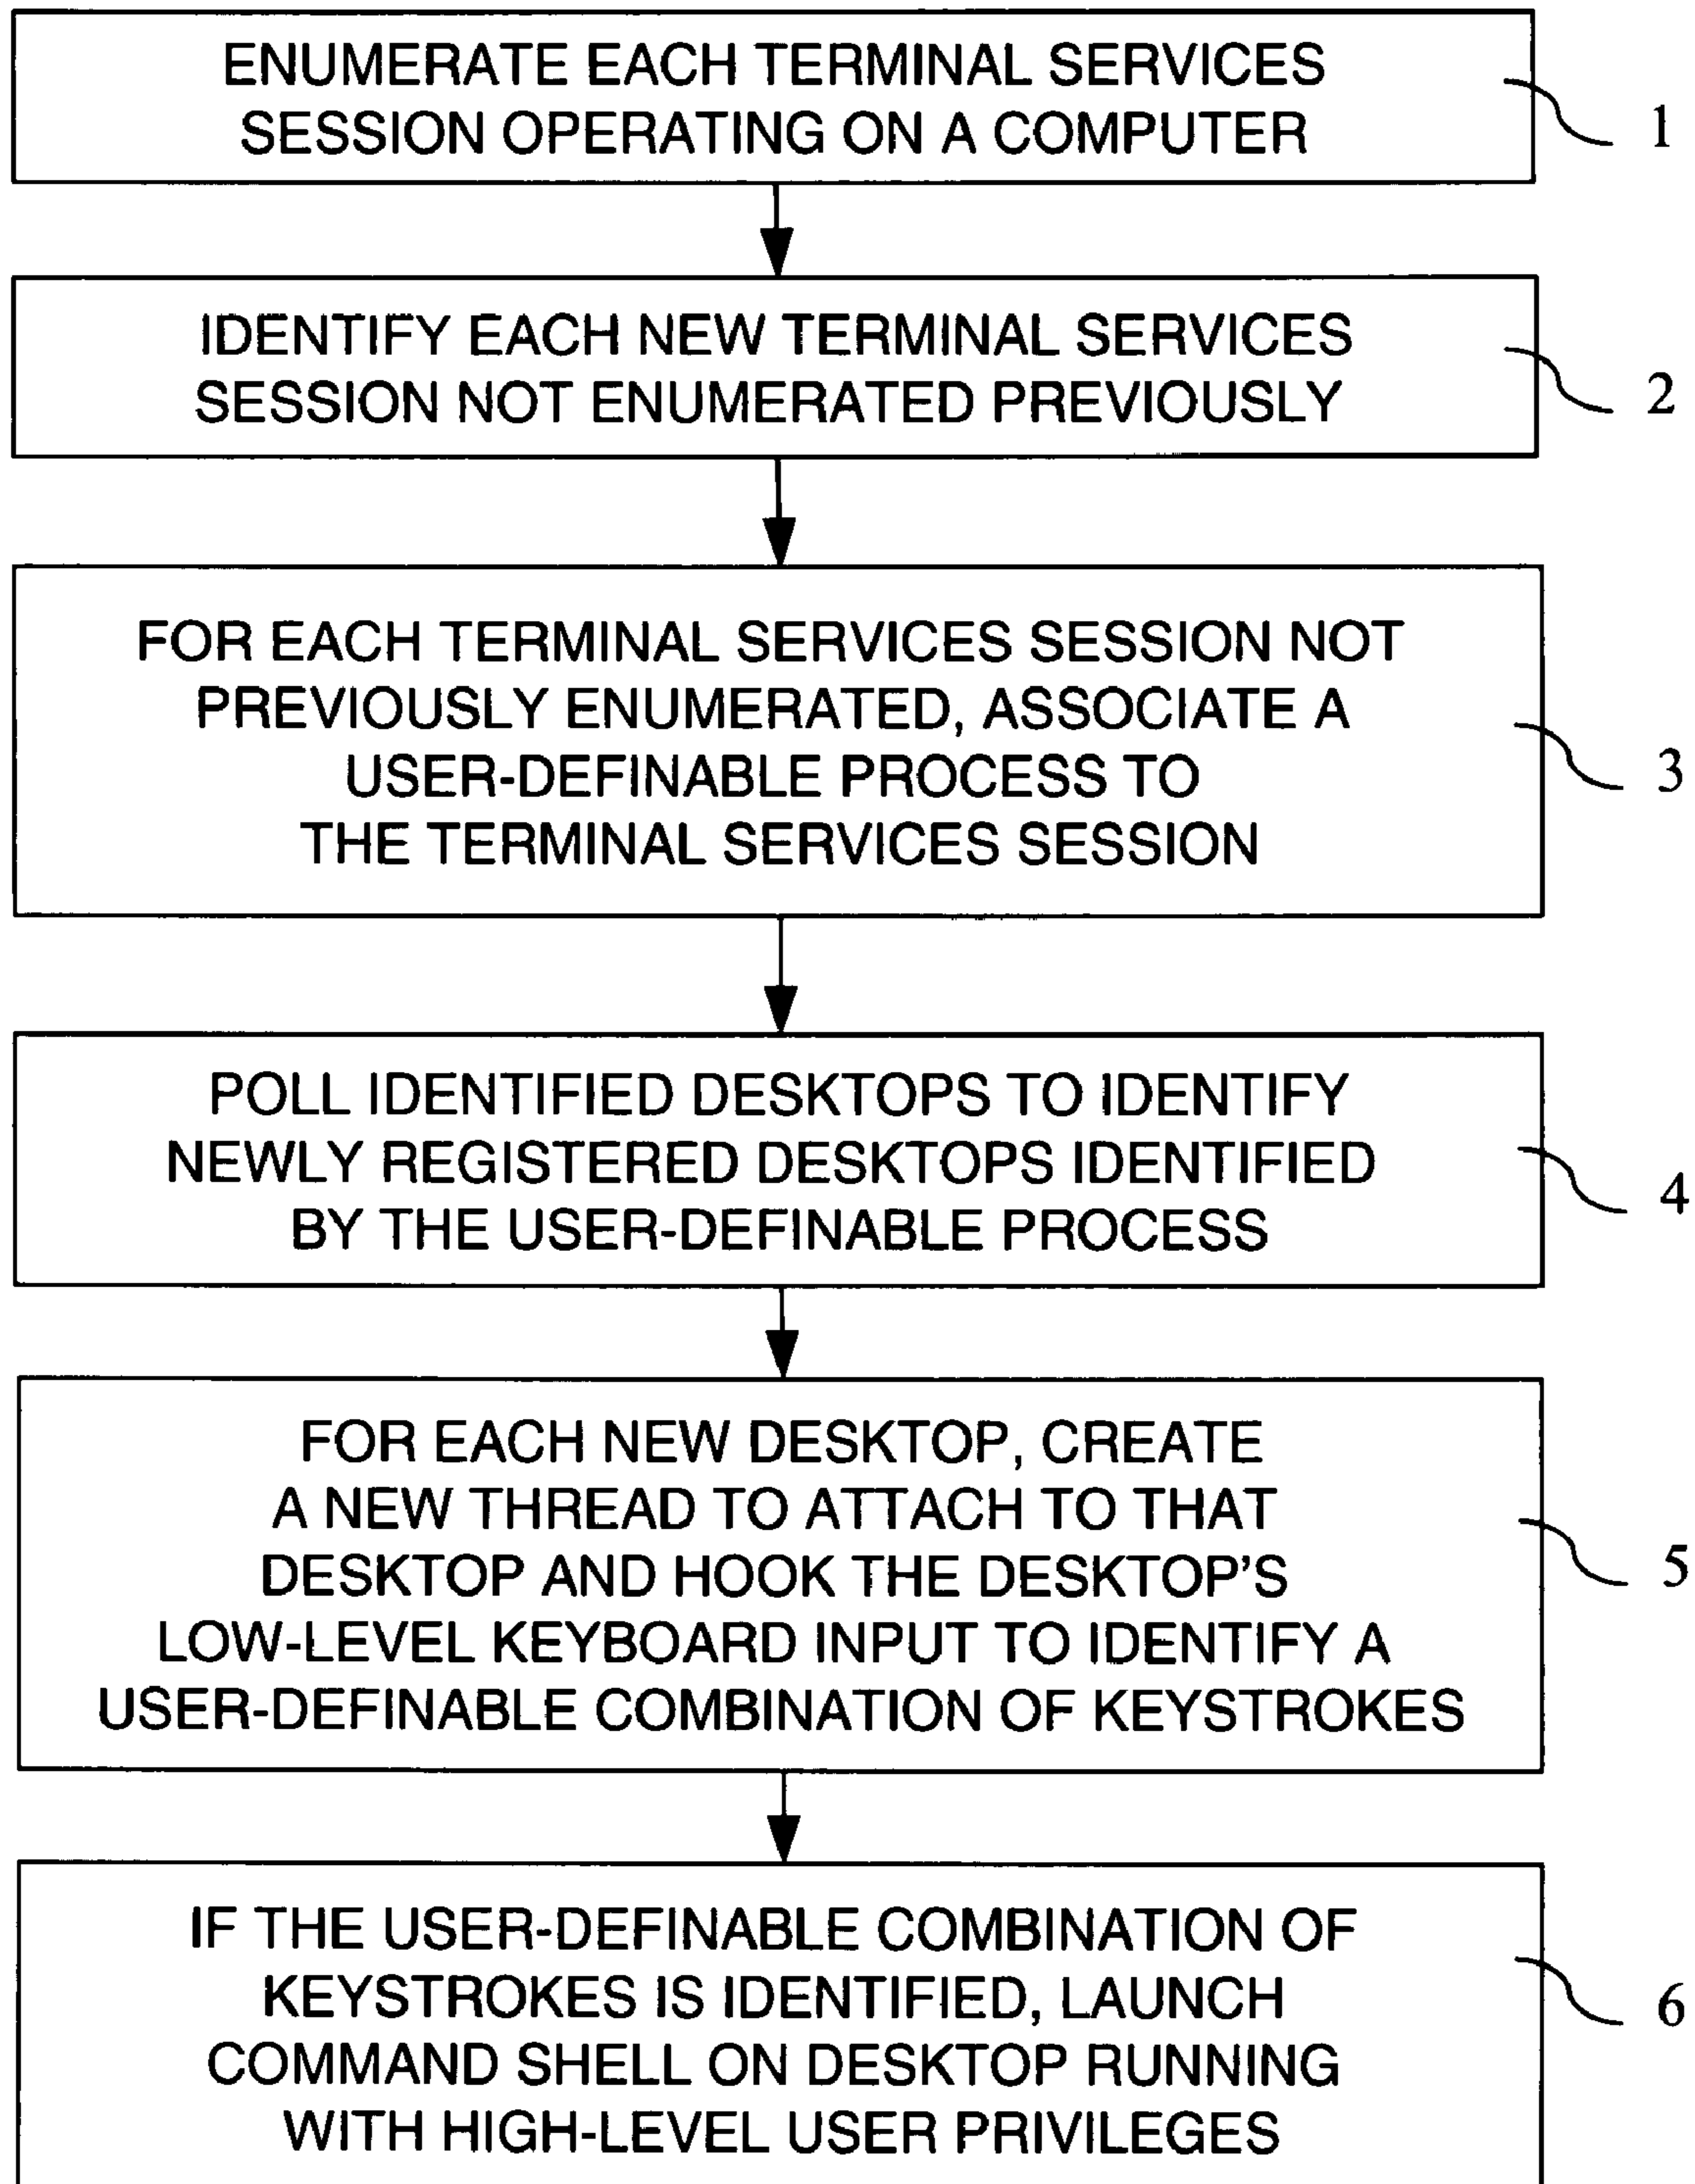 ENUMERATE EACH TERMINAL SERVICES
SESSION OPERATING ON A COMPUTER
1
IDENTIFY EACH NEW TERMINAL SERVICES
SESSION NOT ENUMERATED PREVIOUSLY
2
FOR EACH TERMINAL SERVICES SESSION NOT
PREVIOUSLY ENUMERATED, ASSOCIATE A
USER-DEFINABLE PROCESS TO
THE TERMINAL SERVICES SESSION
3
POLL IDENTIFIED DESKTOPS TO IDENTIFY
NEWLY REGISTERED DESKTOPS IDENTIFIED
BY THE USER-DEFINABLE PROCESS
4
FOR EACH NEW DESKTOP, CREATE
A NEW THREAD TO ATTACH TO THAT
DESKTOP AND HOOK THE DESKTOP'S
LOW-LEVEL KEYBOARD INPUT TO IDENTIFY A
USER-DEFINABLE COMBINATION OF KEYSTROKES
5
IF THE USER-DEFINABLE COMBINATION OF
KEYSTROKES IS IDENTIFIED, LAUNCH
COMMAND SHELL ON DESKTOP RUNNING
WITH HIGH-LEVEL USER PRIVILEGES
6